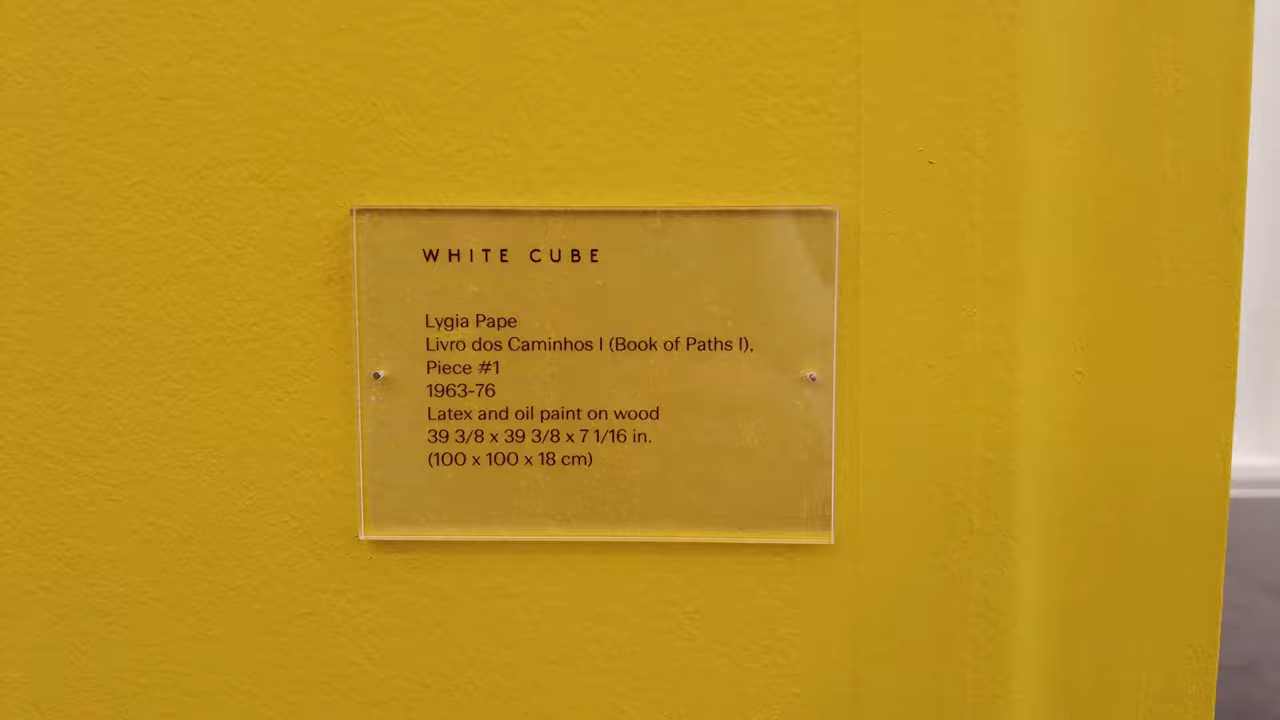 WHITE CUBE
Lygia Pape
Livro dos Caminhos I (Book of Paths I),
Piece #1
1963-76
Latex and oil paint on wood
39 3/8 x 39 3/8 x 7 1/16 in.
(100 x 100 x 18 cm)